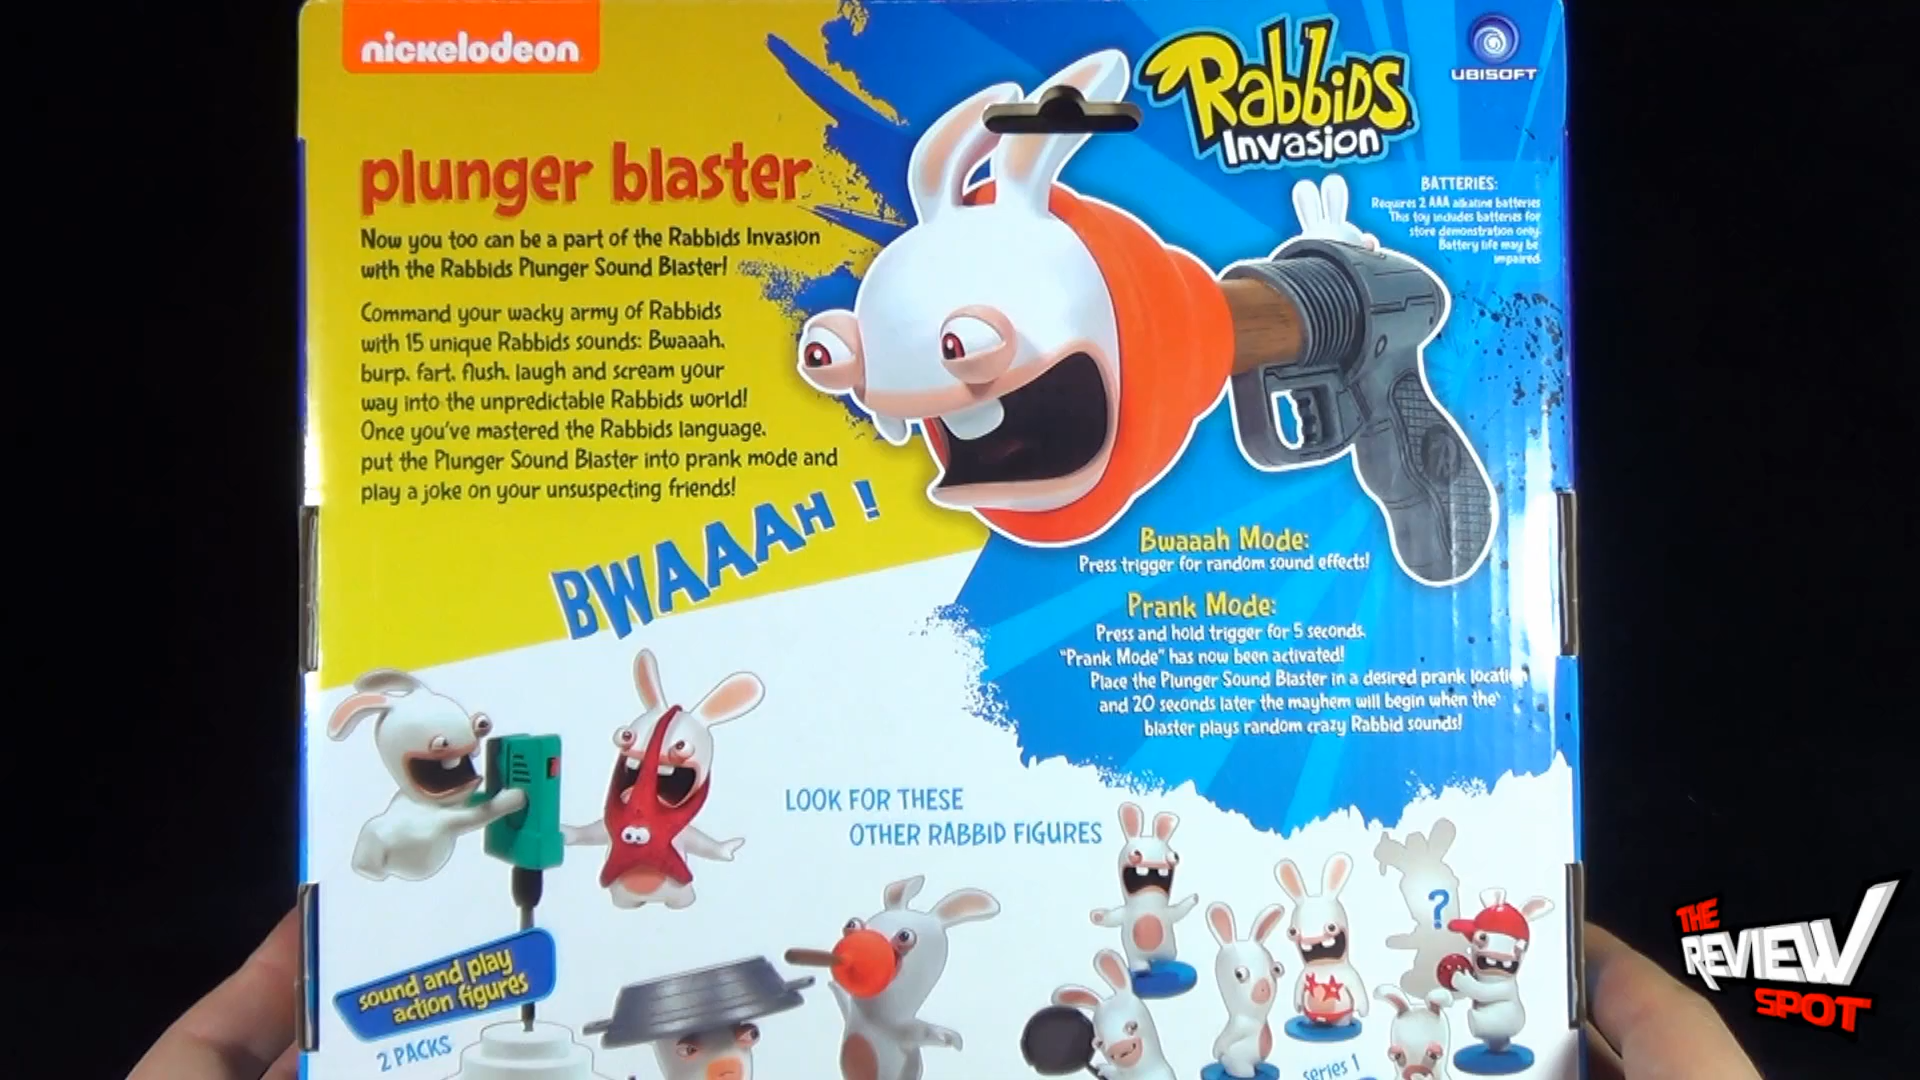 nickelodeon
Rabbids
Invasion
UBISOFT
plunger blaster
Now you too can be a part of the Rabbids Invasion
with the Rabbids Plunger Sound Blaster!
Command your wacky army of Rabbids
with 15 unique Rabbids sounds: Bwaaah,
burp, fart, flush, laugh and scream your
way into the unpredictable Rabbids world!
Once you've mastered the Rabbids language,
put the Plunger Sound Blaster into prank mode and
play a joke on your unsuspecting friends!
BWAAAH !
BATTERIES:
Requires 2 AAA alkaline batteries
This toy includes batteries for
store demonstration only.
Battery life may be
impaired.
Bwaaah Mode:
Press trigger for random sound effects!
Prank Mode:
Press and hold trigger for 5 seconds.
"Prank Mode" has now been activated!
Place the Plunger Sound Blaster in a desired prank location
and 20 seconds later the mayhem will begin when the
blaster plays random crazy Rabbid sounds!
LOOK FOR THESE
OTHER RABBID FIGURES
?
sound and play
action figures
2 PACKS
series 1
THE
REVIEW
SPOT